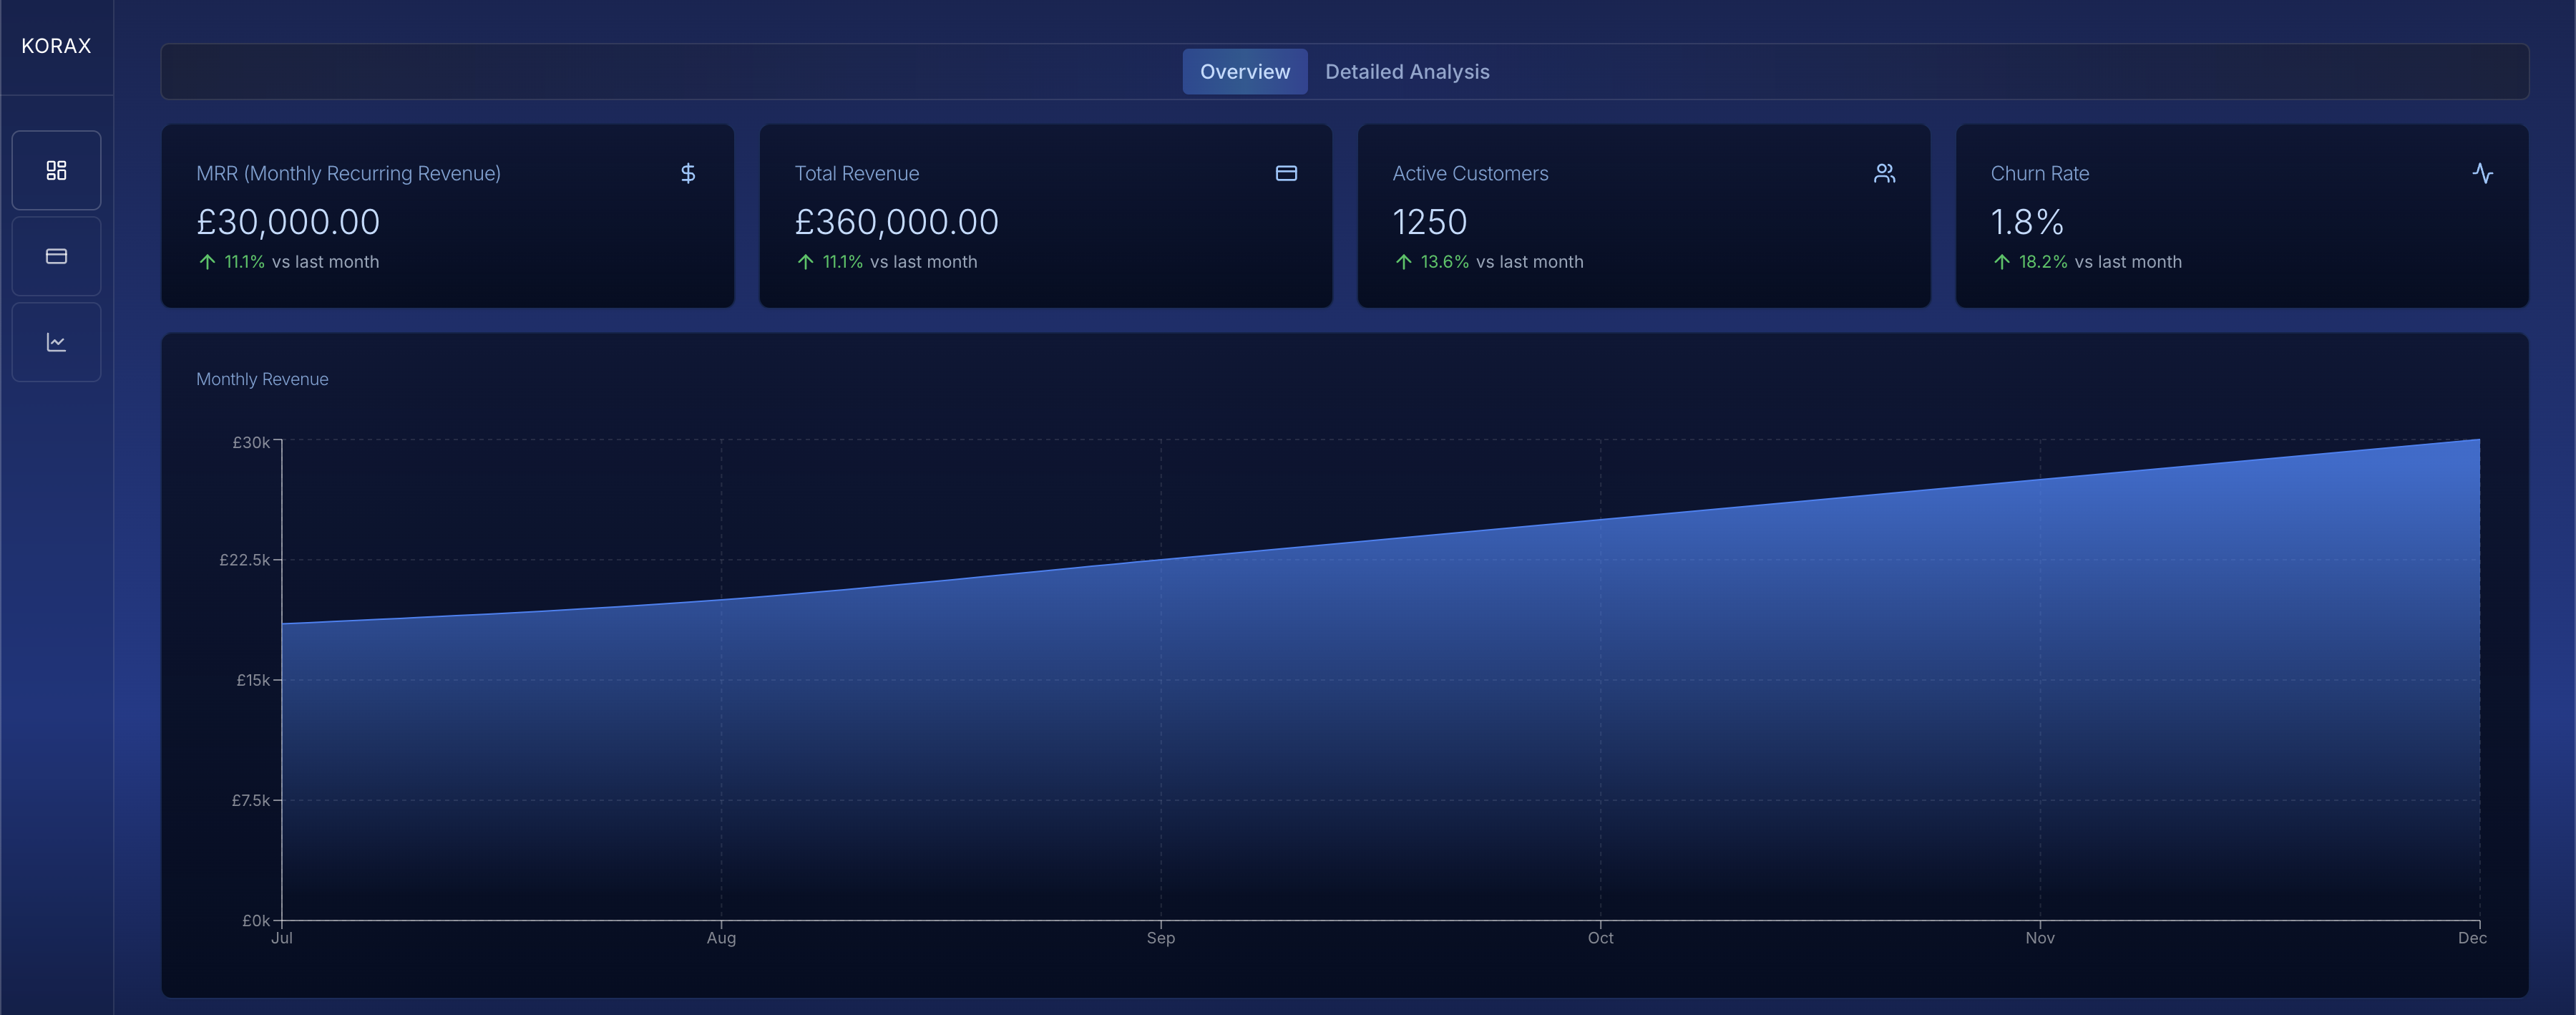 KORAX
Overview
Detailed Analysis
MRR (Monthly Recurring Revenue)
£30,000.00
11.1% vs last month
Total Revenue
£360,000.00
11.1% vs last month
Active Customers
1250
13.6% vs last month
Churn Rate
1.8%
18.2% vs last month
Monthly Revenue
£30k
£22.5k
£15k
£7.5k
£0k
Jul
Aug
Sep
Oct
Nov
Dec